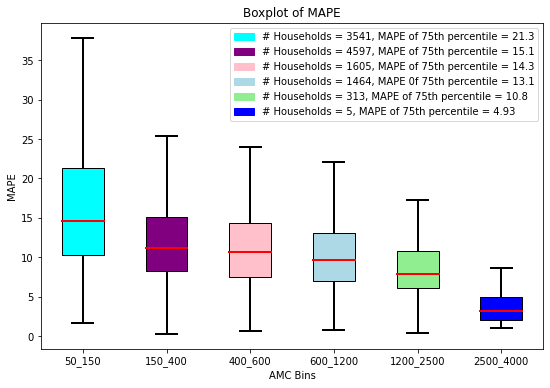 Boxplot of MAPE
# Households = 3541, MAPE of 75th percentile = 21.3
# Households = 4597, MAPE of 75th percentile = 15.1
# Households = 1605, MAPE of 75th percentile = 14.3
# Households = 1464, MAPE 0f 75th percentile = 13.1
# Households = 313, MAPE of 75th percentile = 10.8
# Households = 5, MAPE of 75th percentile = 4.93
35
30
25
20
15
10
5
0
MAPE
50_150 150_400 400_600 600_1200 1200_2500 2500_4000
AMC Bins